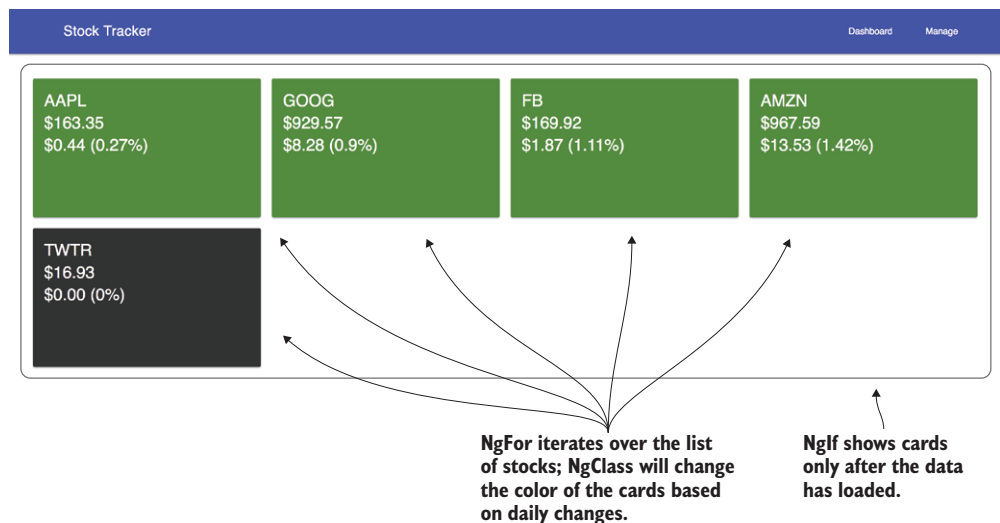 Stock Tracker
Dashboard
Manage
AAPL
$163.35
$0.44 (0.27%)
GOOG
$929.57
$8.28 (0.9%)
FB
$169.92
$1.87 (1.11%)
AMZN
$967.59
$13.53 (1.42%)
TWTR
$16.93
$0.00 (0%)
NgFor iterates over the list
of stocks; NgClass will change
the color of the cards based
on daily changes.
NgIf shows cards
only after the data
has loaded.